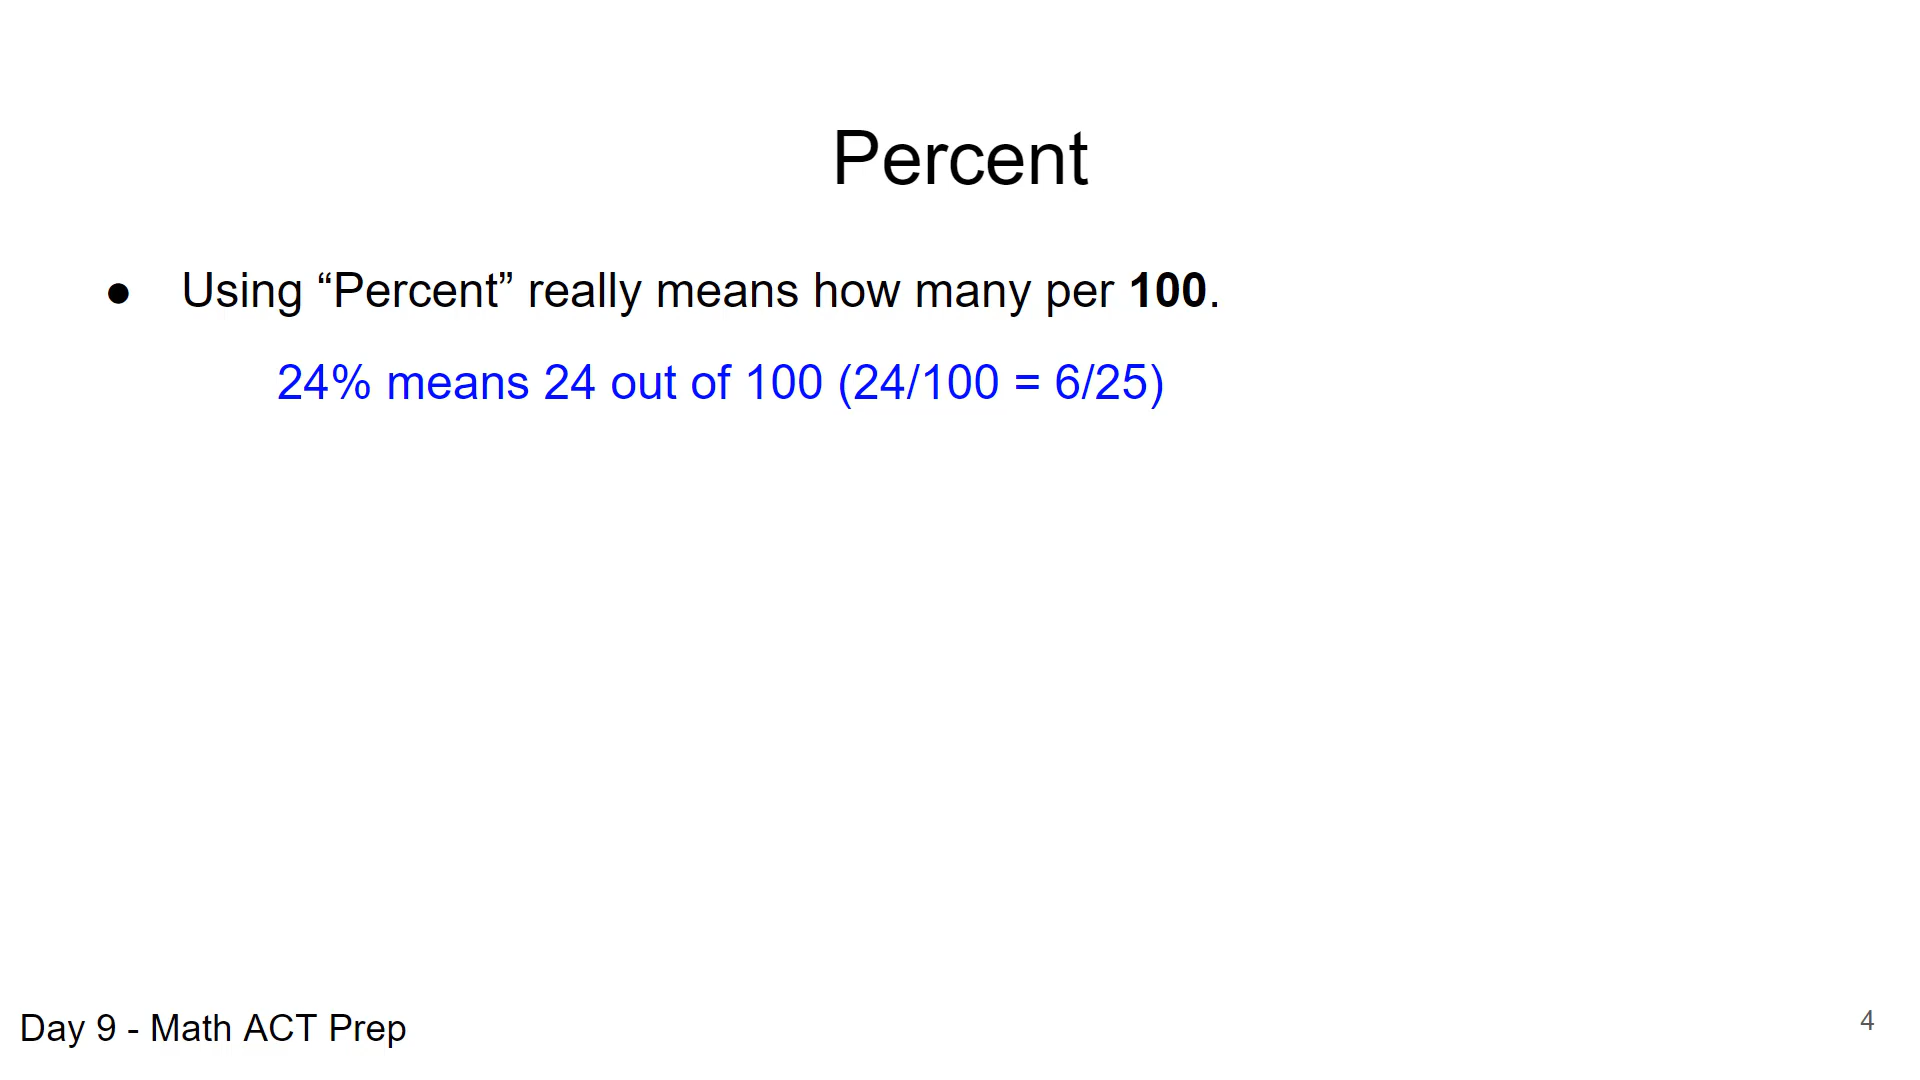 Percent
● Using “Percent” really means how many per 100.
24% means 24 out of 100 (24/100 = 6/25)
Day 9 - Math ACT Prep
4